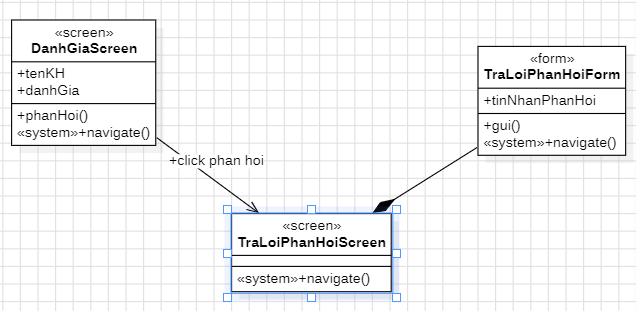 «screen»
DanhGiaScreen
+tenKH
+danhGia
+phanHoi()
«system»+navigate()
«form»
TraLoiPhanHoiForm
+tinNhanPhanHoi
+gui()
«system»+navigate()
+click phan hoi
«screen»
TraLoiPhanHoiScreen
«system»+navigate()